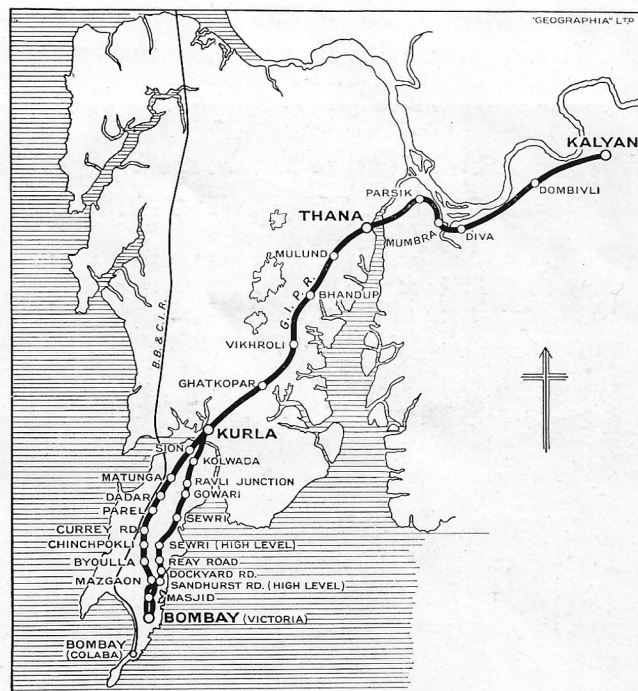 "GEOGRAPHIA" LTD
KALYAN
DOMBIVLI
PARSIK
THANA
MUMBRA
DIVA
MULUND
G. I. P. R.
BHANDUP
B.B. & C.I.R.
VIKHROLI
GHATKOPAR
KURLA
SION
KOLWADA
MATUNGA
RAVLI JUNCTION
DADAR
GOWARI
PAREL
SEWRI
CURREY RD
CHINCHPOKLI
SEWRI (HIGH LEVEL)
BYOULLA
REAY ROAD
MAZGAON
DOCKYARD RD.
SANDHURST RD. (HIGH LEVEL)
MASJID
BOMBAY (VICTORIA)
BOMBAY
(COLABA)